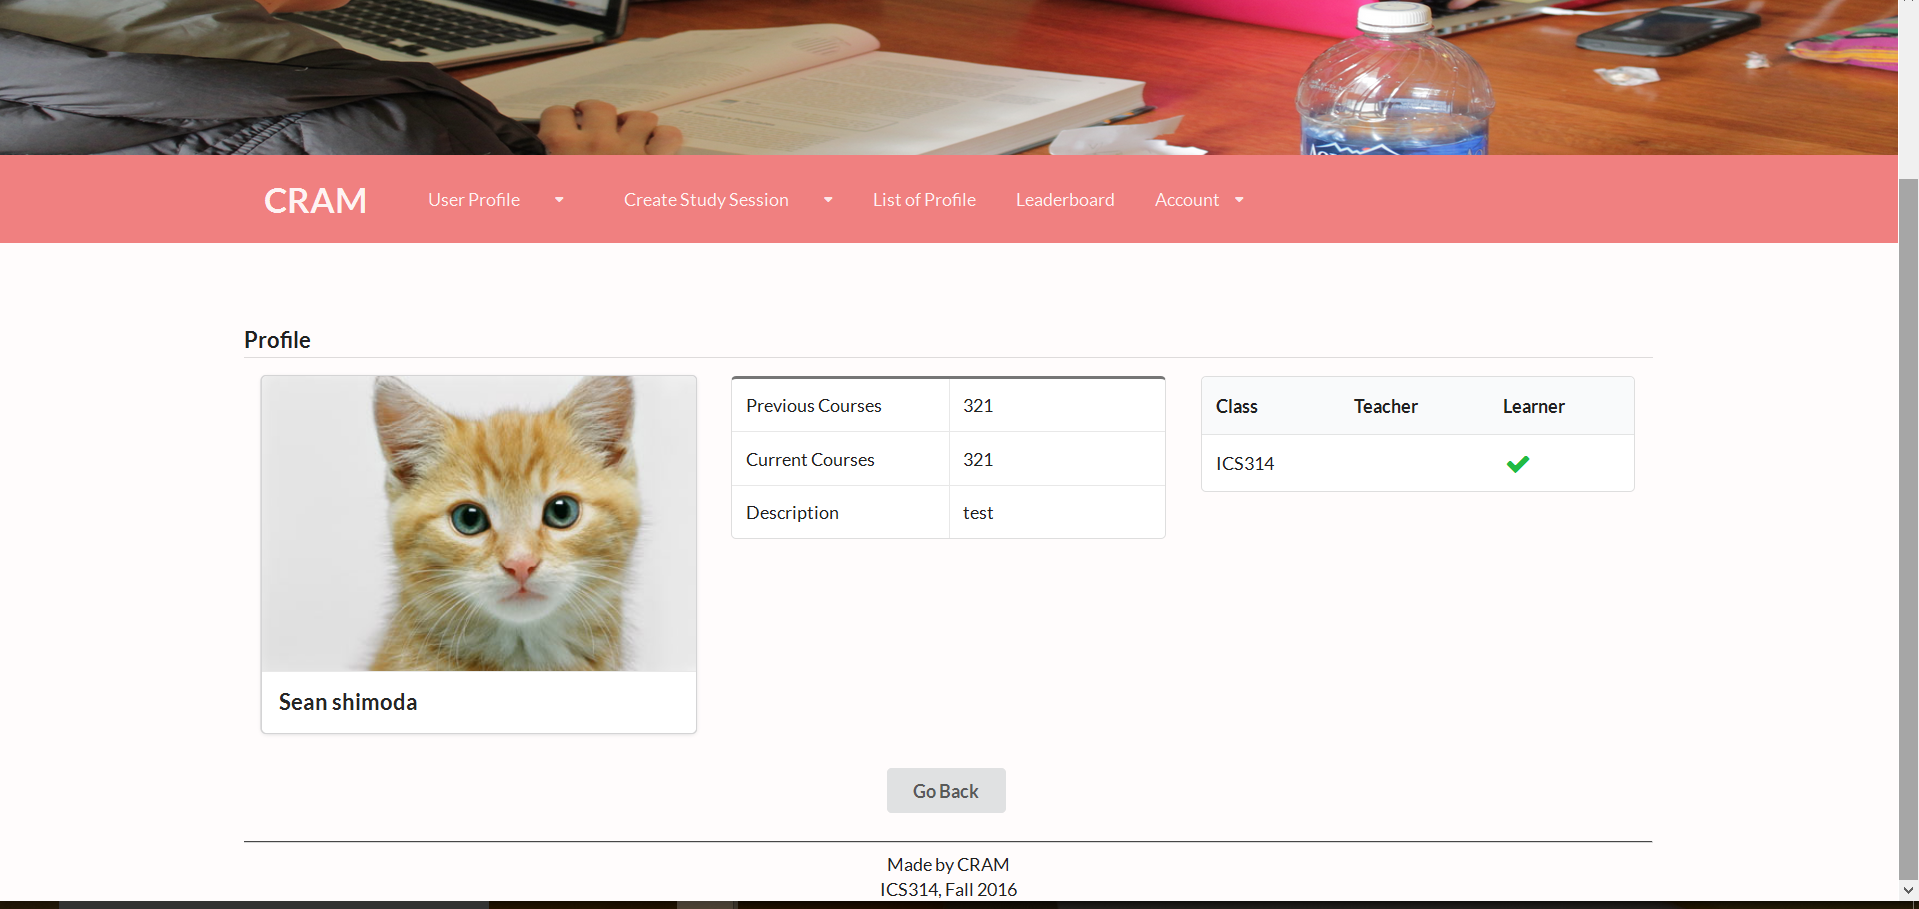 CRAM User Profile Create Study Session List of Profile Leaderboard Account
Profile
Previous Courses 321
Current Courses 321
Description test
Class Teacher Learner
ICS314
Sean shimoda
Go Back
Made by CRAM
ICS314, Fall 2016